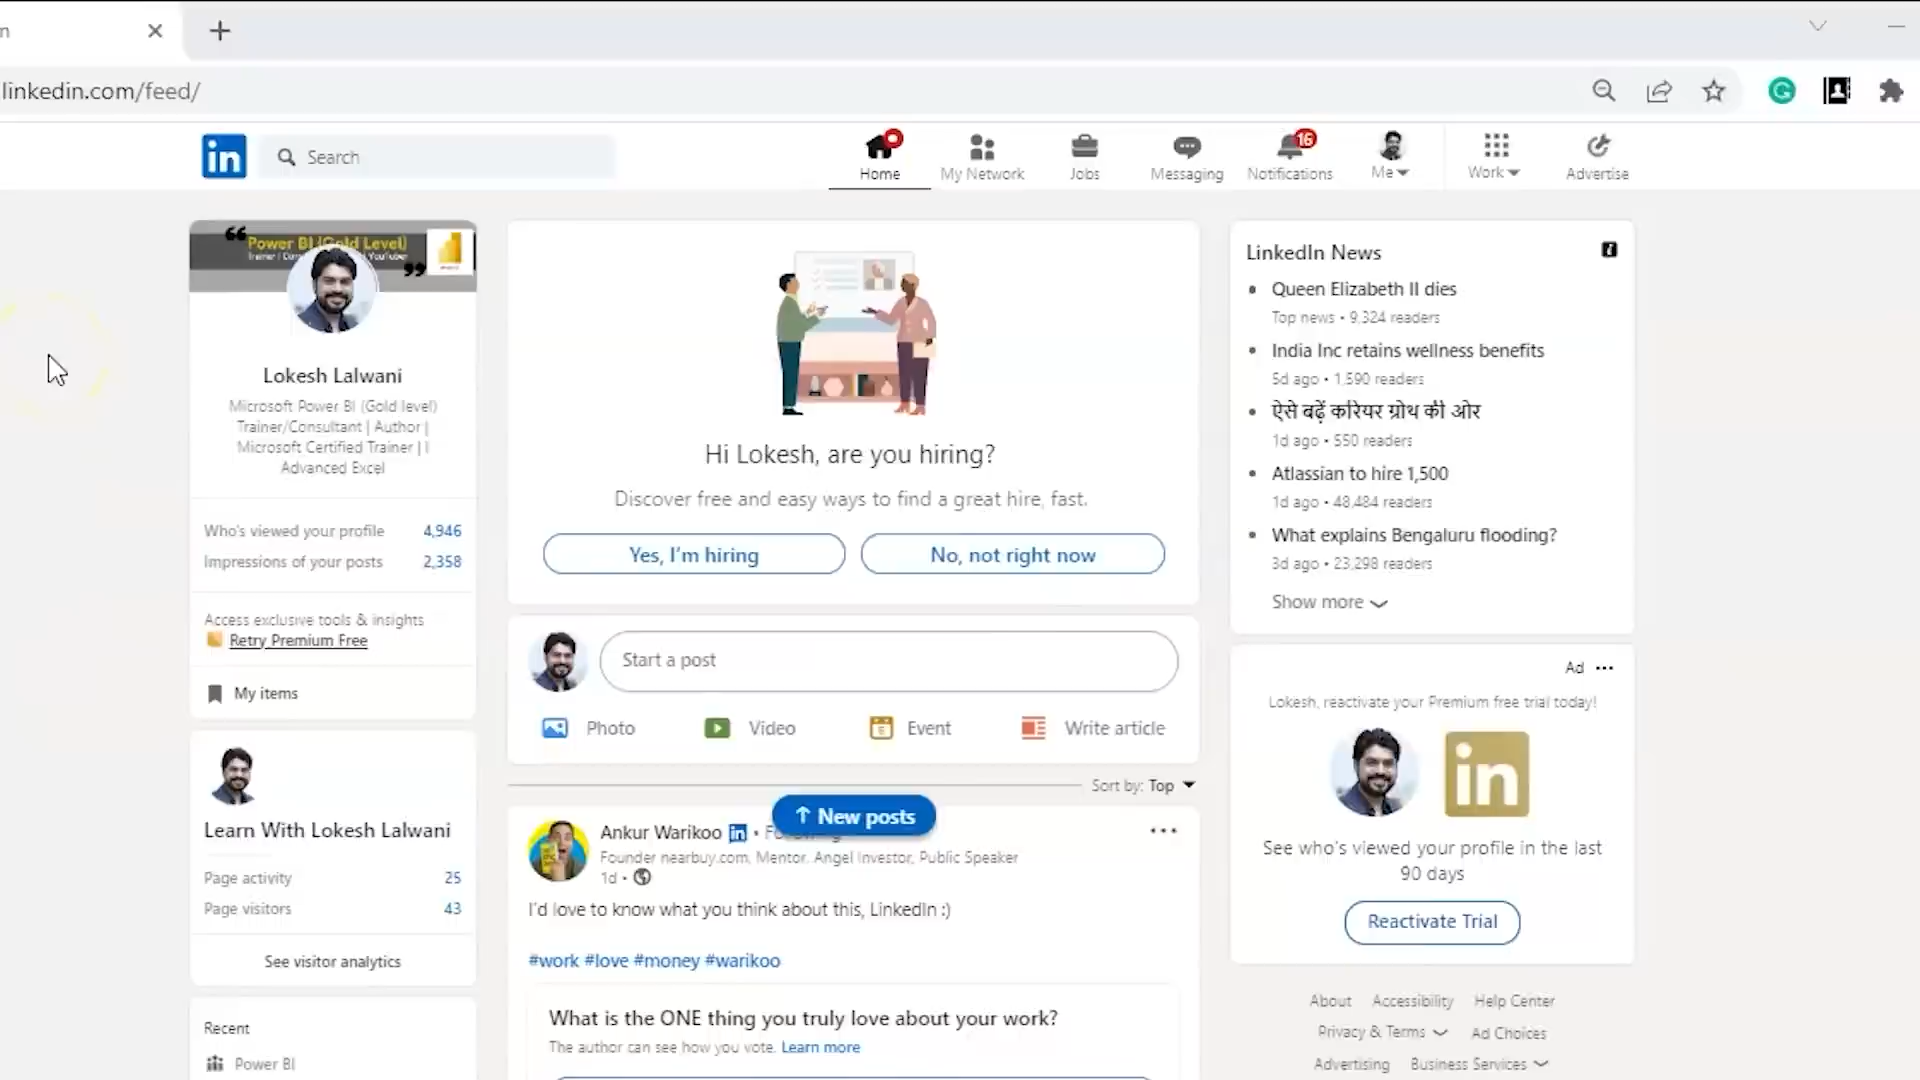 linkedin.com/feed/
in
Search
Home
My Network
Jobs
Messaging
16
Notifications
Me
Work
Advertise
Power BI (Gold Level)
YouTuber
Lokesh Lalwani
Microsoft Power BI (Gold level)
Trainer/Consultant | Author |
Microsoft Certified Trainer | |
Advanced Excel
Who's viewed your profile 4,946
Impressions of your posts 2,358
Access exclusive tools & insights
Retry Premium Free
My items
Learn With Lokesh Lalwani
Page activity 25
Page visitors 43
See visitor analytics
Recent
Power BI
Hi Lokesh, are you hiring?
Discover free and easy ways to find a great hire, fast.
Yes, I'm hiring
No, not right now
Start a post
Photo
Video
Event
Write article
Sort by: Top
New posts
Ankur Warikoo in •
Founder nearbuy.com, Mentor, Angel Investor, Public Speaker
1d •
I'd love to know what you think about this, LinkedIn :)
#work #love #money #warikoo
What is the ONE thing you truly love about your work?
The author can see how you vote. Learn more
LinkedIn News
Queen Elizabeth II dies
Top news • 9,324 readers
India Inc retains wellness benefits
5d ago • 1,590 readers
ऐसे बढ़ें करियर ग्रोथ की ओर
1d ago • 550 readers
Atlassian to hire 1,500
1d ago • 48,484 readers
What explains Bengaluru flooding?
3d ago • 23,298 readers
Show more
Ad
Lokesh, reactivate your Premium free trial today!
in
See who's viewed your profile in the last
90 days
Reactivate Trial
About Accessibility Help Center
Privacy & Terms Ad Choices
Advertising Business Services